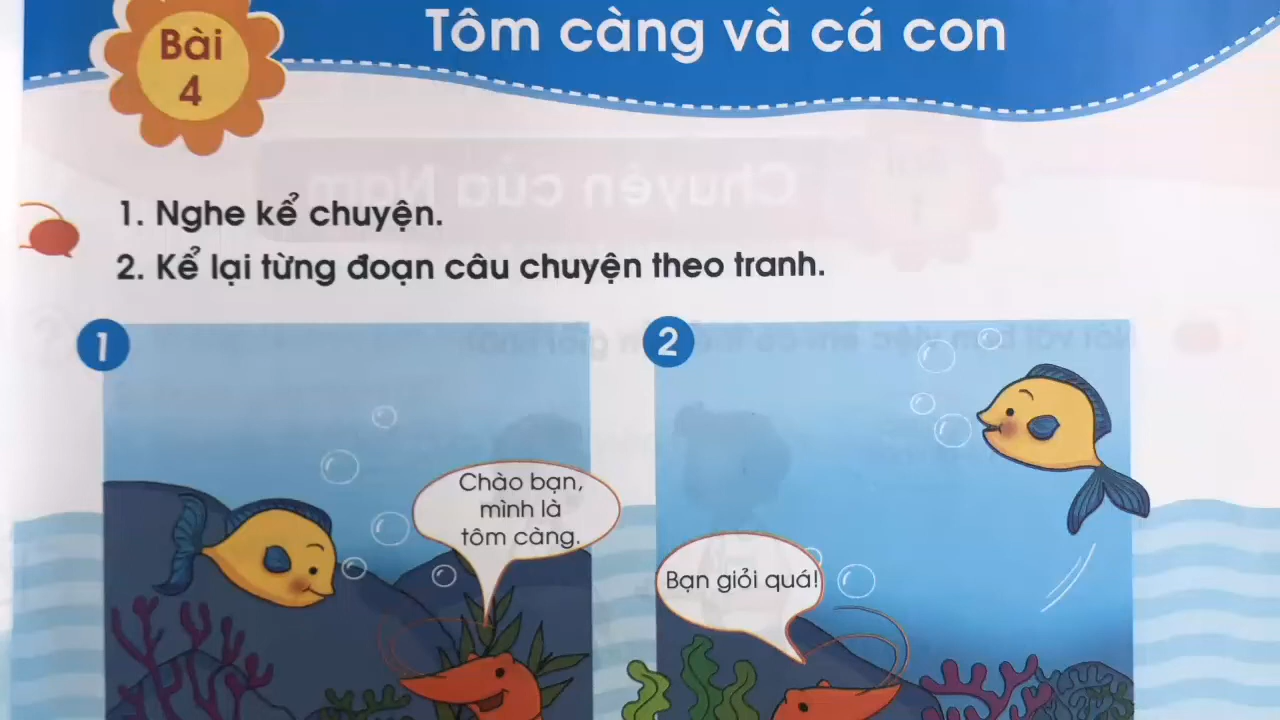 Bài
4
Tôm càng và cá con
1. Nghe kể chuyện.
2. Kể lại từng đoạn câu chuyện theo tranh.
1
Chào bạn,
mình là
tôm càng.
2
Bạn giỏi quá!